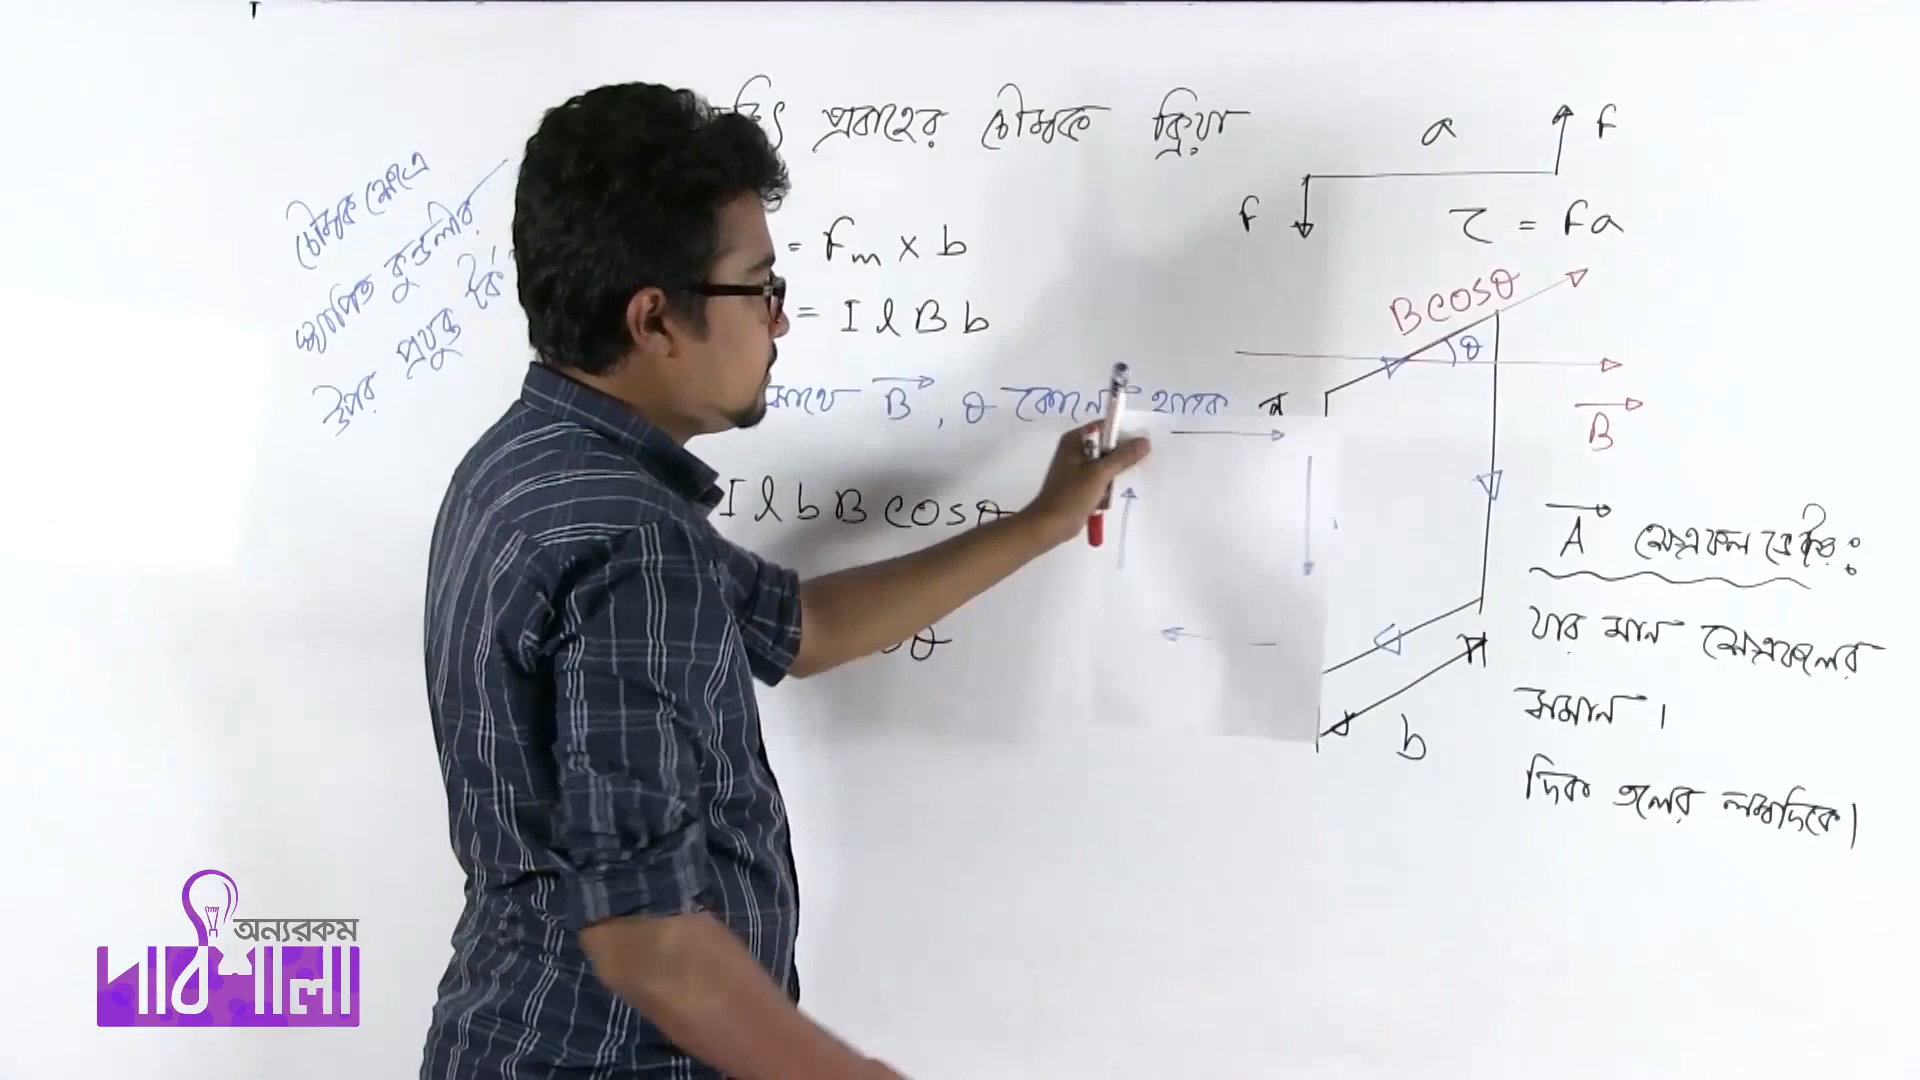 প্রবাহের চৌম্বক ক্রিয়া
চৌম্বক ক্ষেত্রে
স্থাপিত কুন্ডলীর
উপর প্রযুক্ত টর্ক
= Fm × b
= I l B b
সাথে B⃗, θ কোনে থাকে
I l b B cosθ
θ
a
F
F
τ = Fa
B cosθ
θ
B⃗
b
A⃗ ক্ষেত্রফল ভেক্টর:
যার মান ক্ষেত্রফলের
সমান।
দিক তলের লম্বদিকে।
অন্যরকম
পাঠশালা